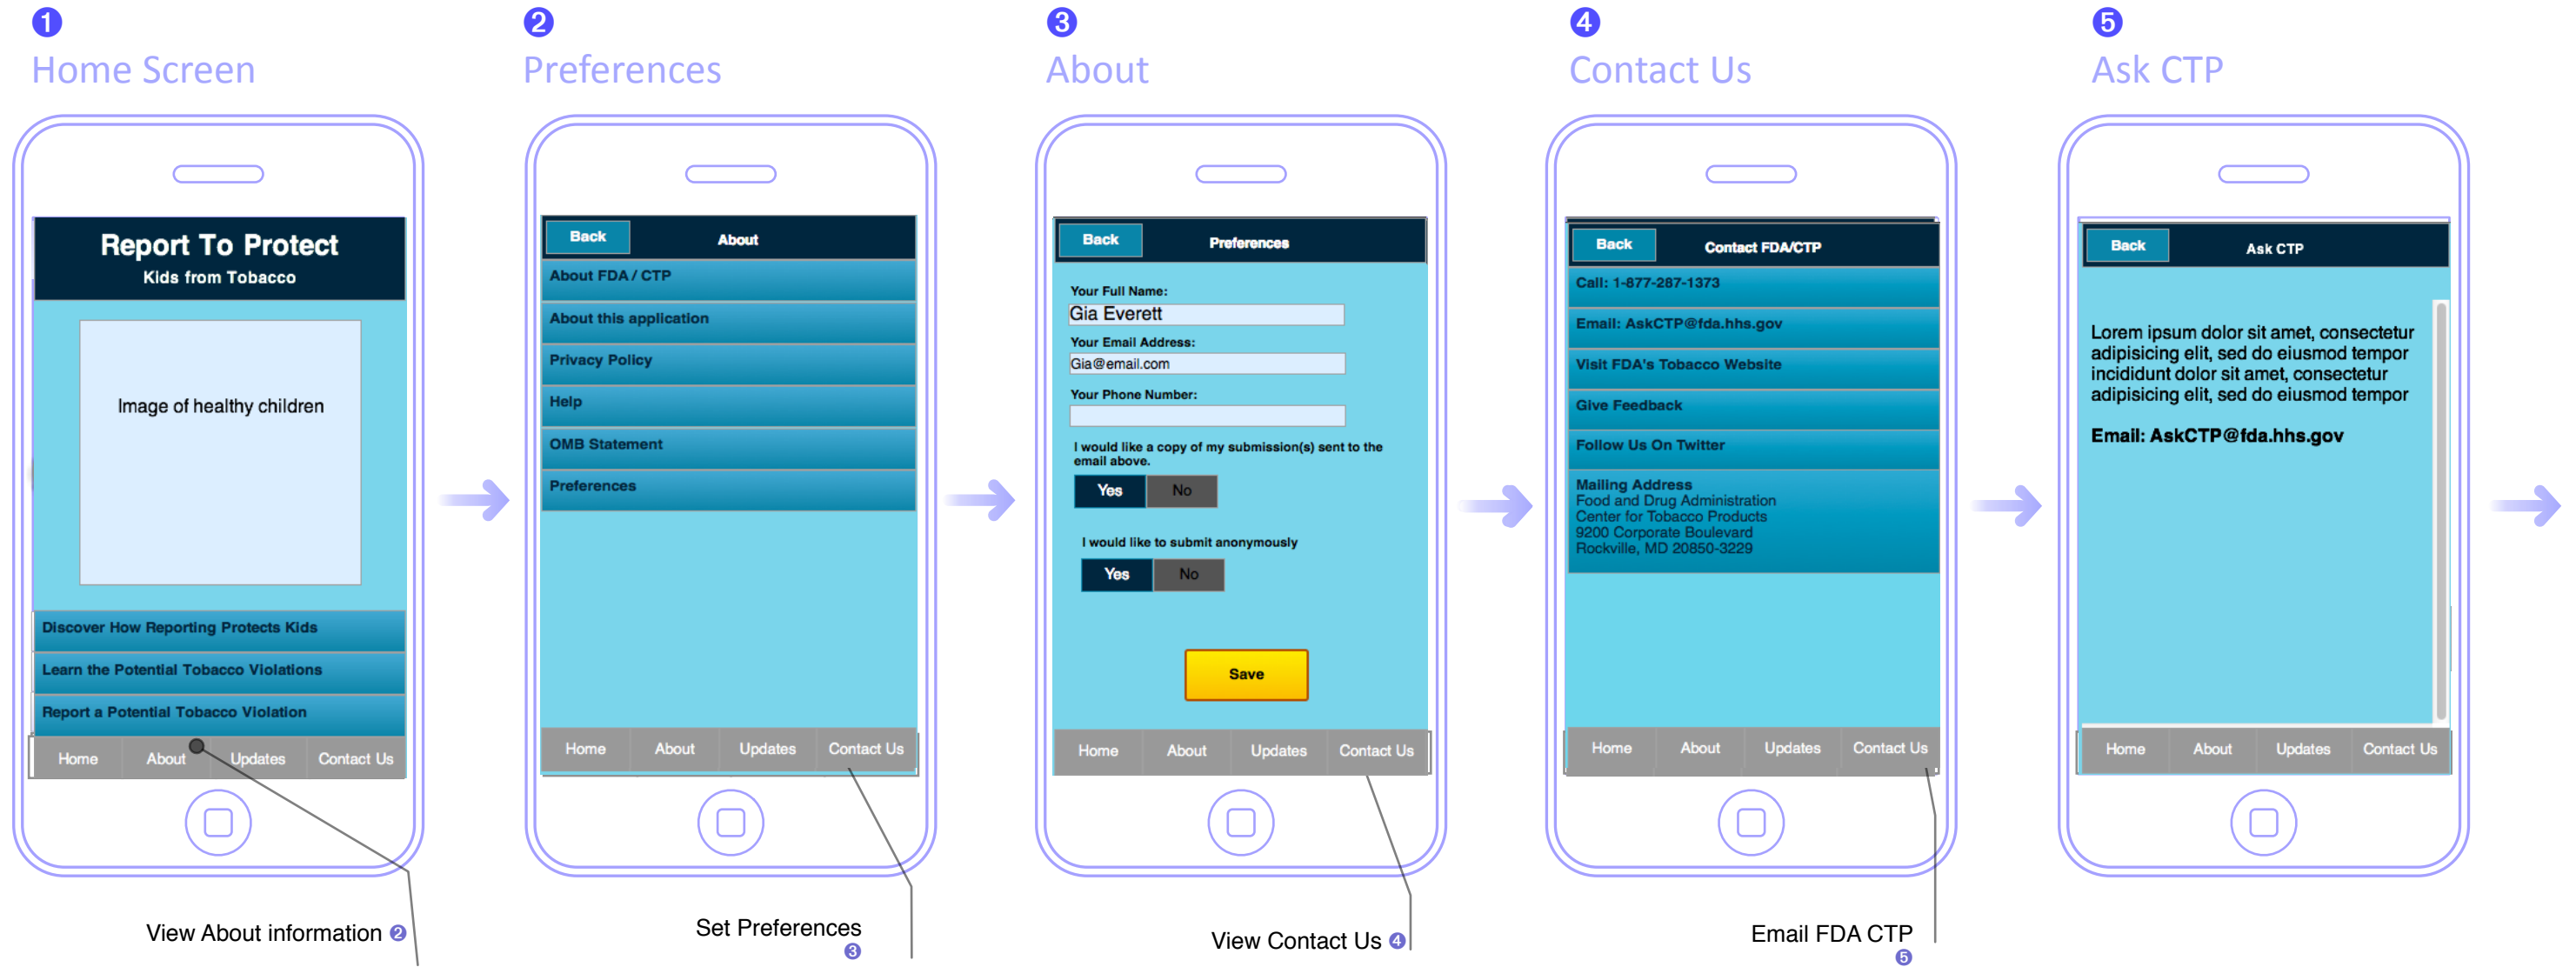 ❶
Home Screen
Report To Protect
Kids from Tobacco
Image of healthy children
Discover How Reporting Protects Kids
Learn the Potential Tobacco Violations
Report a Potential Tobacco Violation
Home About Updates Contact Us
View About information ❷
❷
Preferences
Back About
About FDA / CTP
About this application
Privacy Policy
Help
OMB Statement
Preferences
Home About Updates Contact Us
Set Preferences
❸
❸
About
Back Preferences
Your Full Name:
Gia Everett
Your Email Address:
Gia@email.com
Your Phone Number:
I would like a copy of my submission(s) sent to the
email above.
Yes No
I would like to submit anonymously
Yes No
Save
Home About Updates Contact Us
View Contact Us ❹
❹
Contact Us
Back Contact FDA/CTP
Call: 1-877-287-1373
Email: AskCTP@fda.hhs.gov
Visit FDA's Tobacco Website
Give Feedback
Follow Us On Twitter
Mailing Address
Food and Drug Administration
Center for Tobacco Products
9200 Corporate Boulevard
Rockville, MD 20850-3229
Home About Updates Contact Us
Email FDA CTP
❺
❺
Ask CTP
Back Ask CTP
Lorem ipsum dolor sit amet, consectetur
adipisicing elit, sed do eiusmod tempor
incididunt dolor sit amet, consectetur
adipisicing elit, sed do eiusmod tempor
Email: AskCTP@fda.hhs.gov
Home About Updates Contact Us